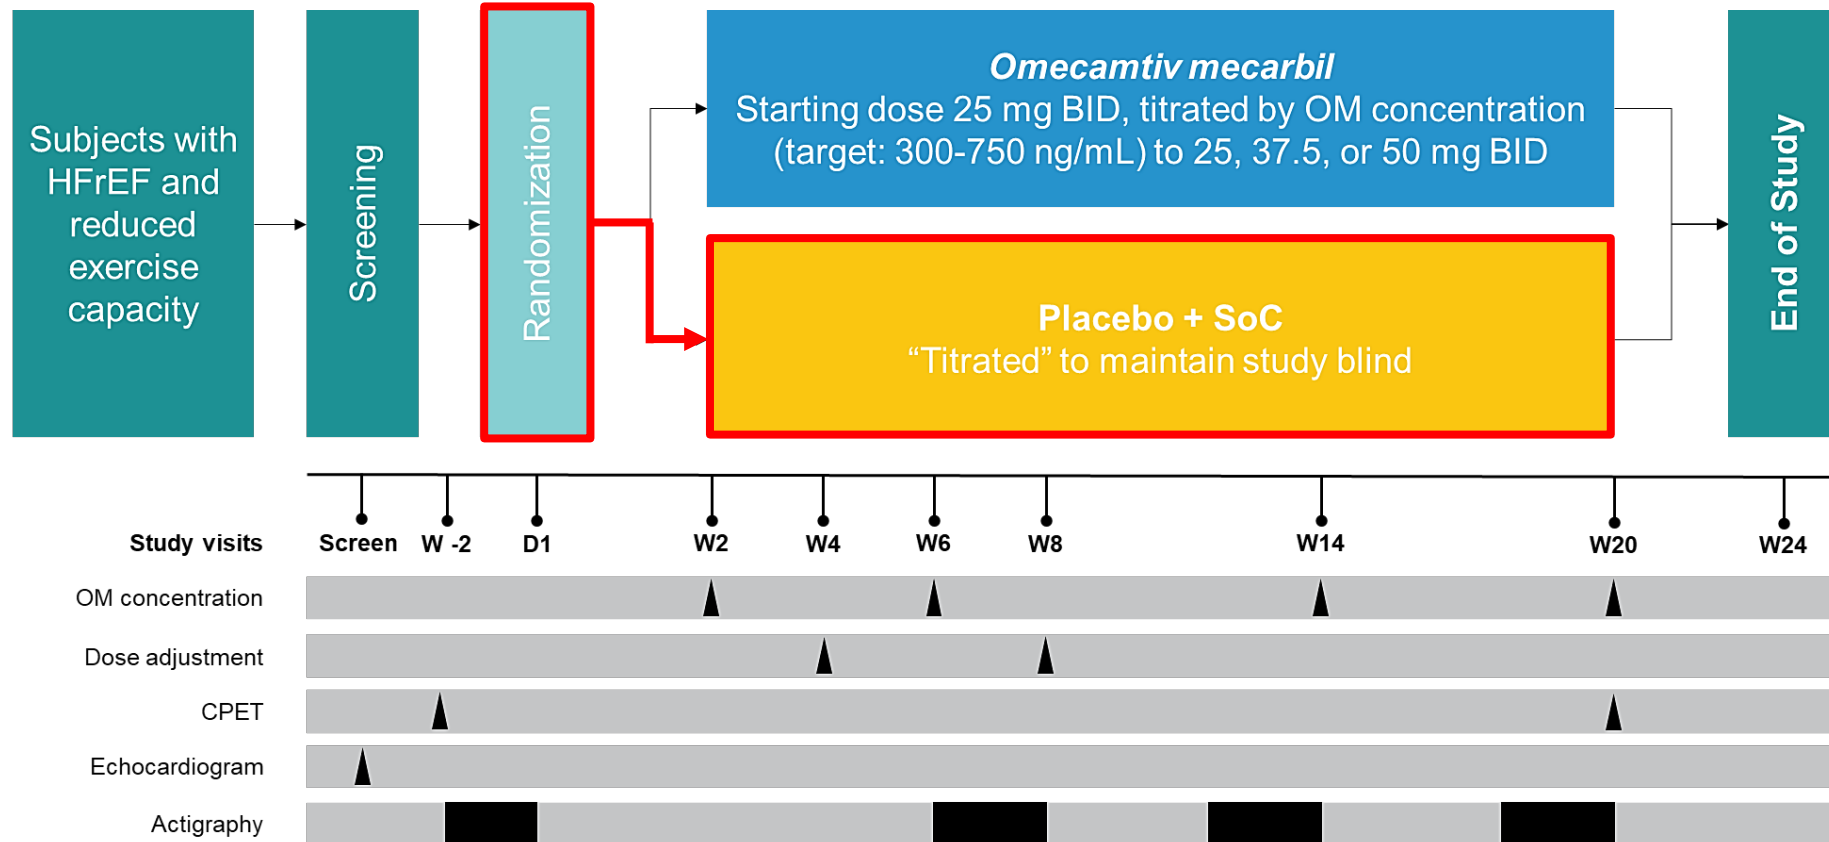 Subjects with
HFrEF and
reduced
exercise
capacity
Screening
Randomization
Omecamtiv mecarbil
Starting dose 25 mg BID, titrated by OM concentration
(target: 300-750 ng/mL) to 25, 37.5, or 50 mg BID
Placebo + SoC
“Titrated” to maintain study blind
End of Study
Study visits Screen W -2 D1 W2 W4 W6 W8 W14 W20 W24
OM concentration
Dose adjustment
CPET
Echocardiogram
Actigraphy